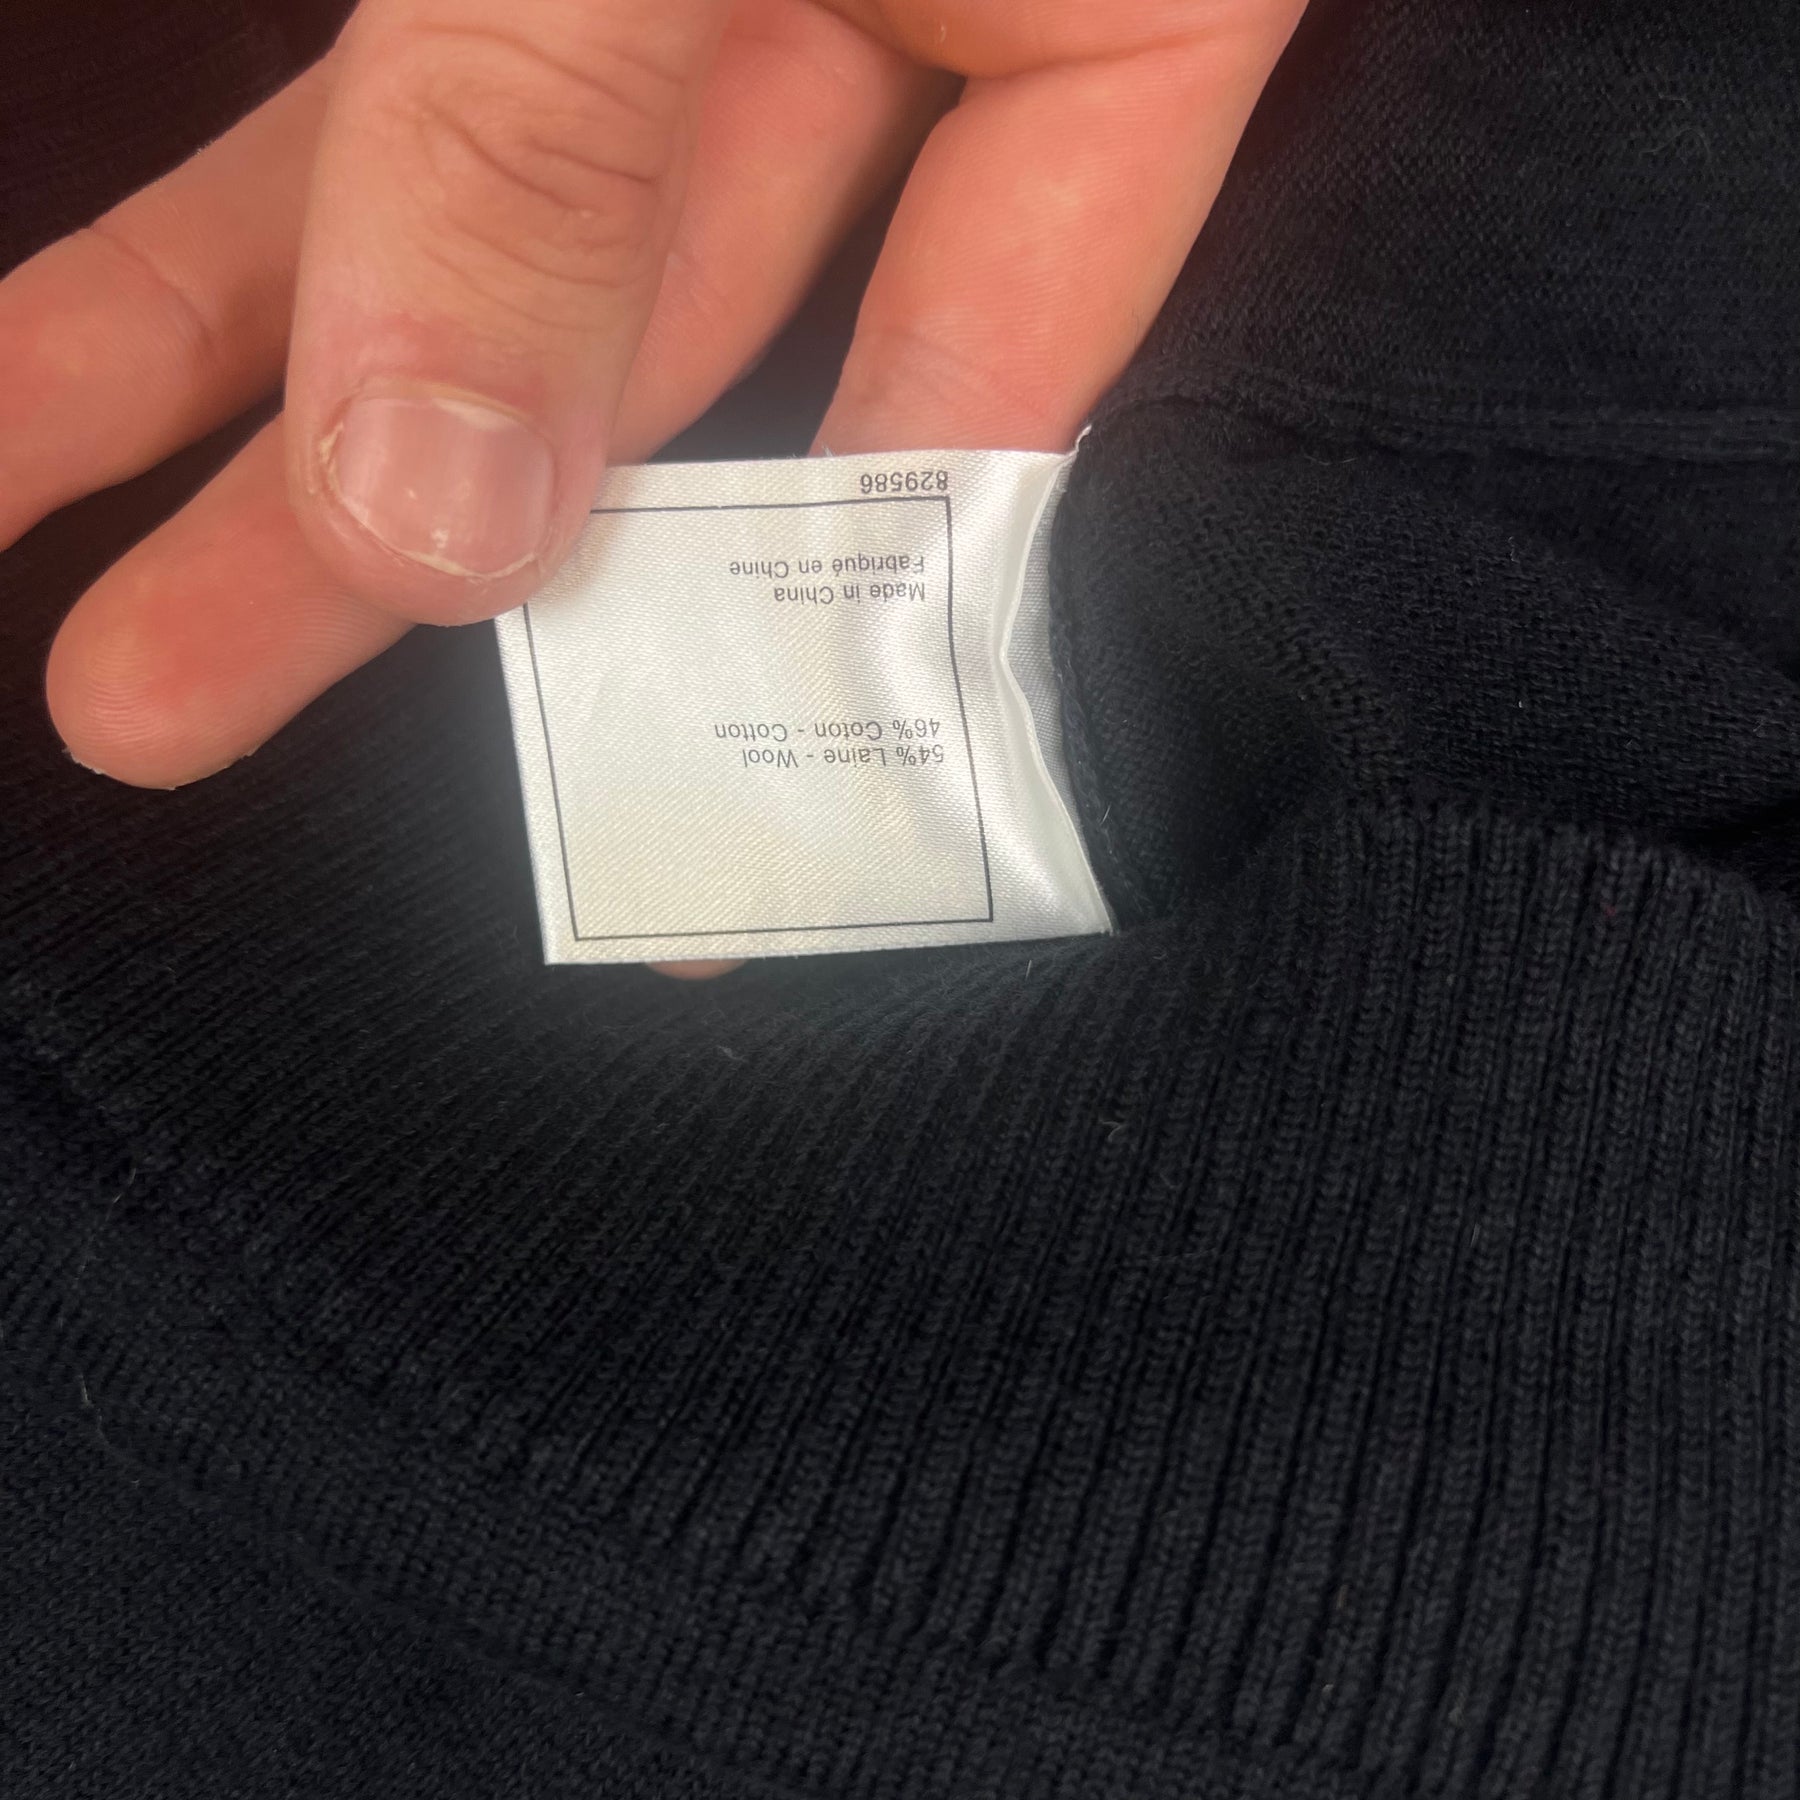 54% Laine - Wool
46% Coton - Cotton
Made in China
Fabriqué en Chine
829586